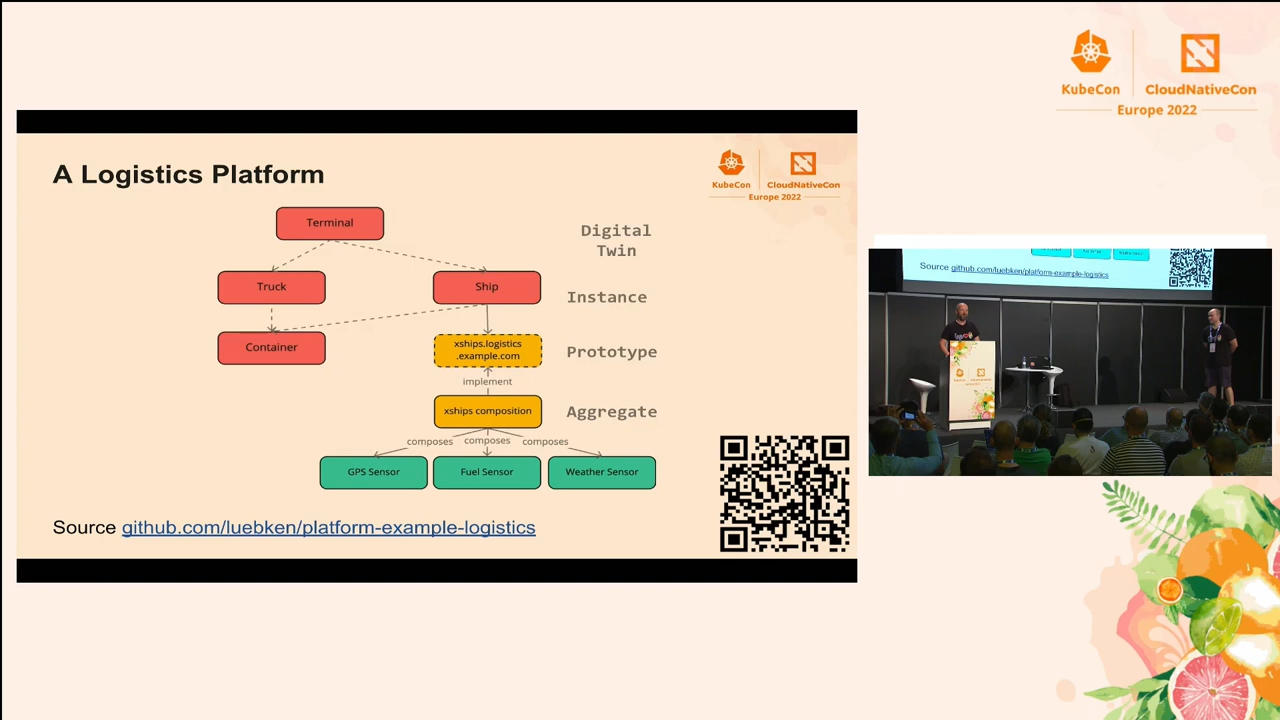 KubeCon
CloudNativeCon
Europe 2022
A Logistics Platform
KubeCon
CloudNativeCon
Europe 2022
Terminal
Digital
Twin
Truck
Ship
Instance
Container
xships.logistics
.example.com
Prototype
implement
xships composition
Aggregate
composes
composes
composes
GPS Sensor
Fuel Sensor
Weather Sensor
Source github.com/luebken/platform-example-logistics
Source github.com/luebken/platform-example-logistics